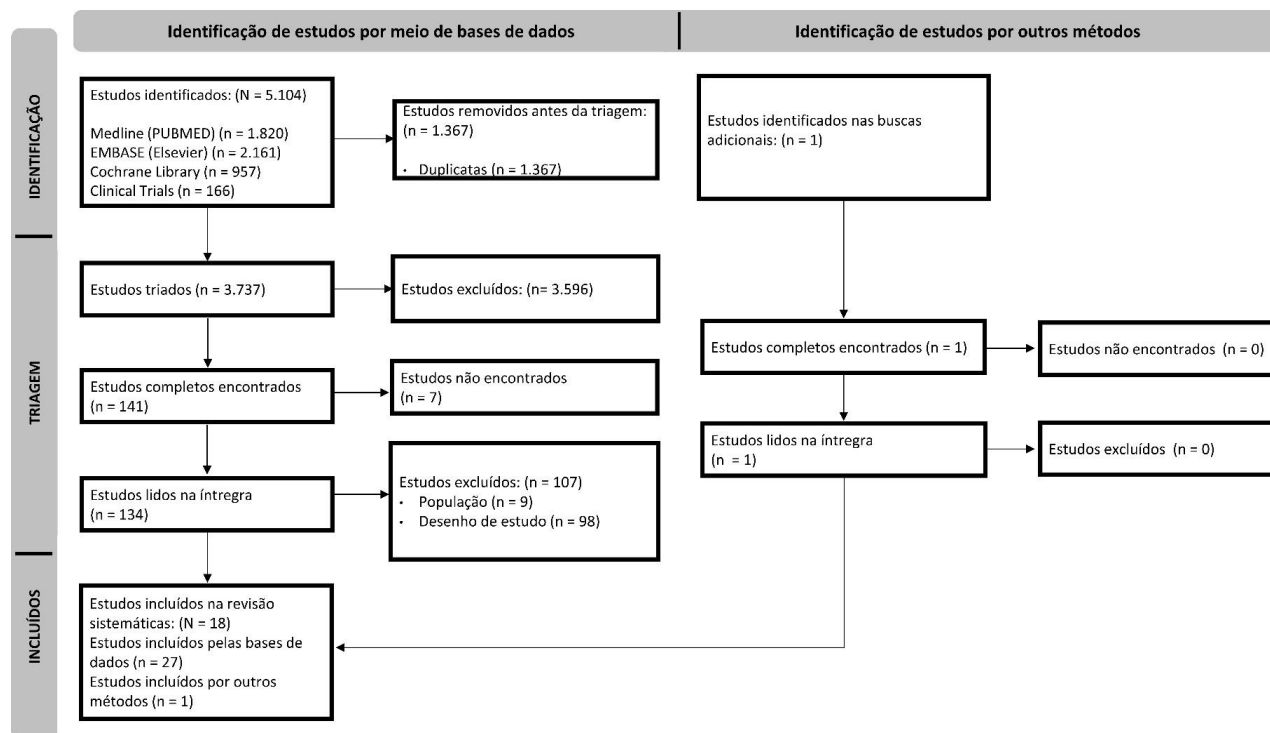 Identificação de estudos por meio de bases de dados
Identificação de estudos por outros métodos
IDENTIFICAÇÃO
Estudos identificados: (N = 5.104)
Medline (PUBMED) (n = 1.820)
EMBASE (Elsevier) (n = 2.161)
Cochrane Library (n = 957)
Clinical Trials (n = 166)
Estudos removidos antes da triagem:
(n = 1.367)
• Duplicatas (n = 1.367)
Estudos identificados nas buscas
adicionais: (n = 1)
TRIAGEM
Estudos triados (n = 3.737)
Estudos excluídos: (n= 3.596)
Estudos completos encontrados
(n = 141)
Estudos não encontrados
(n = 7)
Estudos completos encontrados (n = 1)
Estudos não encontrados (n = 0)
Estudos lidos na íntregra
(n = 134)
Estudos excluídos: (n = 107)
• População (n = 9)
• Desenho de estudo (n = 98)
Estudos lidos na íntregra
(n = 1)
Estudos excluídos (n = 0)
INCLUÍDOS
Estudos incluídos na revisão
sistemáticas: (N = 18)
Estudos incluídos pelas bases de
dados (n = 27)
Estudos incluídos por outros
métodos (n = 1)